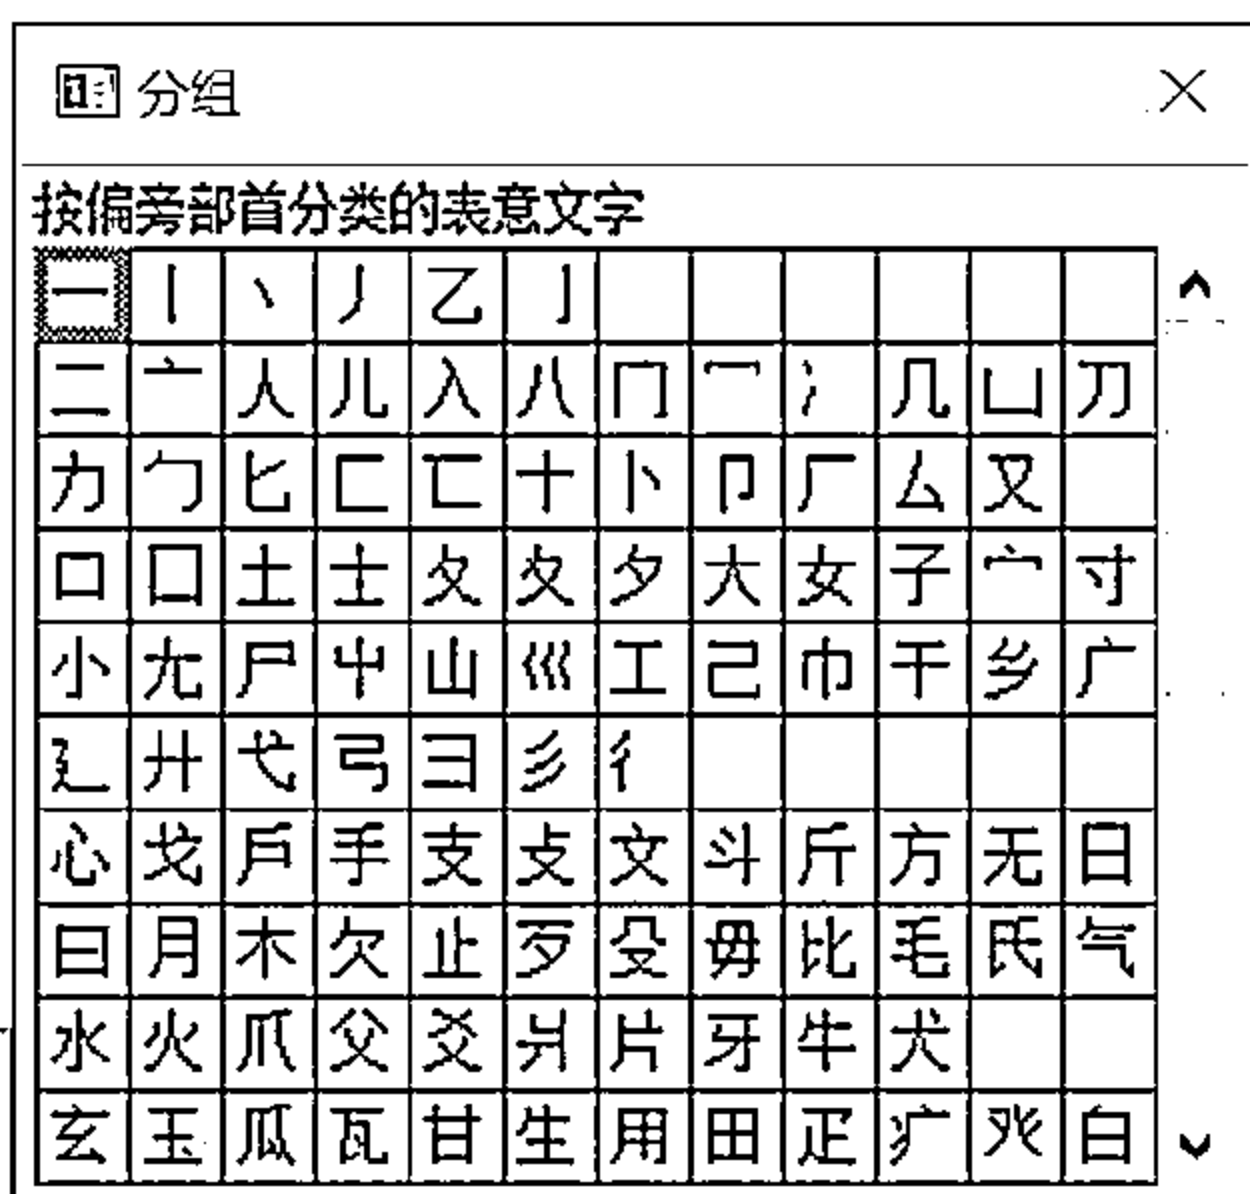 分组
按偏旁部首分类的表意文字
一 丨 丶 丿 乙 亅
二 亠 人 儿 入 八 冂 冖 冫 几 凵 刀
力 勹 匕 匚 匸 十 卜 卩 厂 厶 又
口 囗 土 士 夂 夊 夕 大 女 子 宀 寸
小 尢 尸 屮 山 巛 工 己 巾 干 乡 广
廴 廾 弋 弓 彐 彡 彳
心 戈 戶 手 支 攴 文 斗 斤 方 无 日
曰 月 木 欠 止 歹 殳 毋 比 毛 氏 气
水 火 爪 父 爻 爿 片 牙 牛 犬
玄 玉 瓜 瓦 甘 生 用 田 疋 疒 癶 白